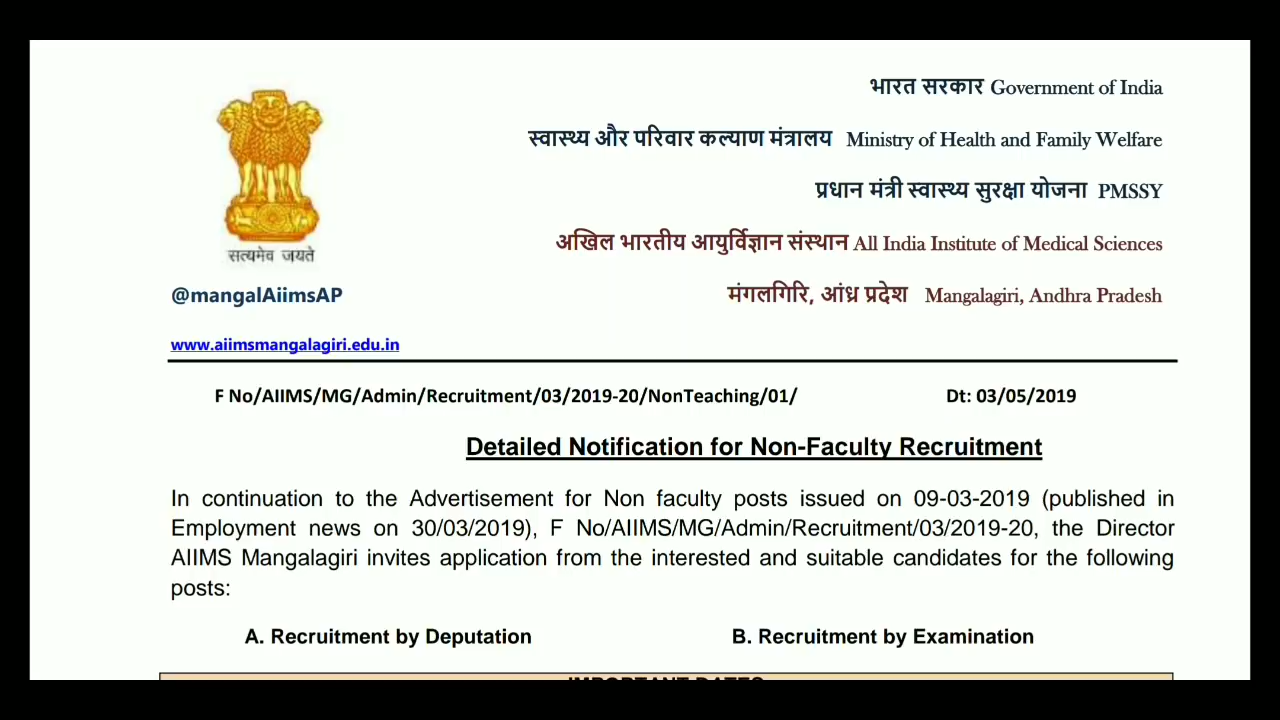 भारत सरकार Government of India
स्वास्थ्य और परिवार कल्याण मंत्रालय Ministry of Health and Family Welfare
प्रधान मंत्री स्वास्थ्य सुरक्षा योजना PMSSY
सत्यमेव जयते
अखिल भारतीय आयुर्विज्ञान संस्थान All India Institute of Medical Sciences
@mangalAiimsAP
मंगलगिरि, आंध्र प्रदेश Mangalagiri, Andhra Pradesh
www.aiimsmangalagiri.edu.in
F No/AIIMS/MG/Admin/Recruitment/03/2019-20/NonTeaching/01/ Dt: 03/05/2019
Detailed Notification for Non-Faculty Recruitment
In continuation to the Advertisement for Non faculty posts issued on 09-03-2019 (published in
Employment news on 30/03/2019), F No/AIIMS/MG/Admin/Recruitment/03/2019-20, the Director
AIIMS Mangalagiri invites application from the interested and suitable candidates for the following
posts:
A. Recruitment by Deputation B. Recruitment by Examination
IMPORTANT DATES